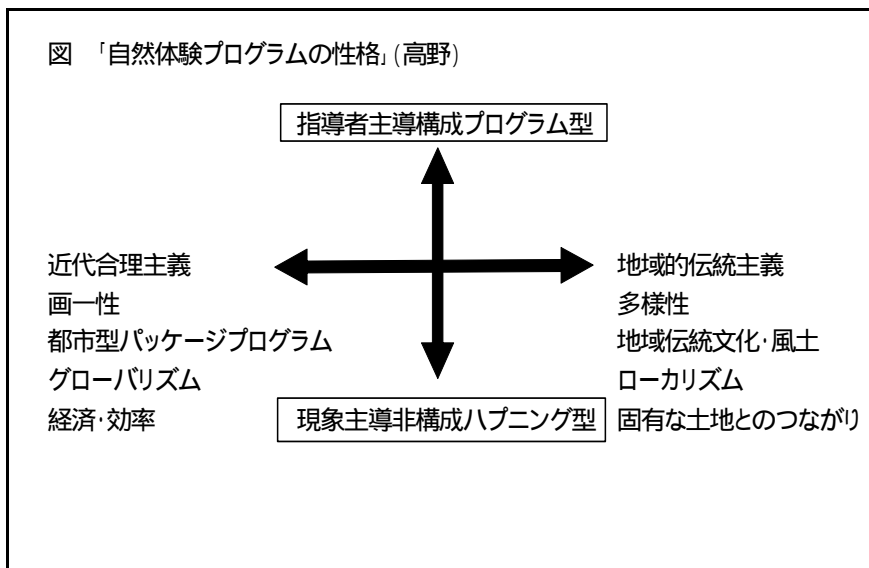 図 「自然体験プログラムの性格」(高野)
指導者主導構成プログラム型
近代合理主義
画一性
都市型パッケージプログラム
グローバリズム
経済・効率
地域的伝統主義
多様性
地域伝統文化・風土
ローカリズム
固有な土地とのつながり
現象主導非構成ハプニング型